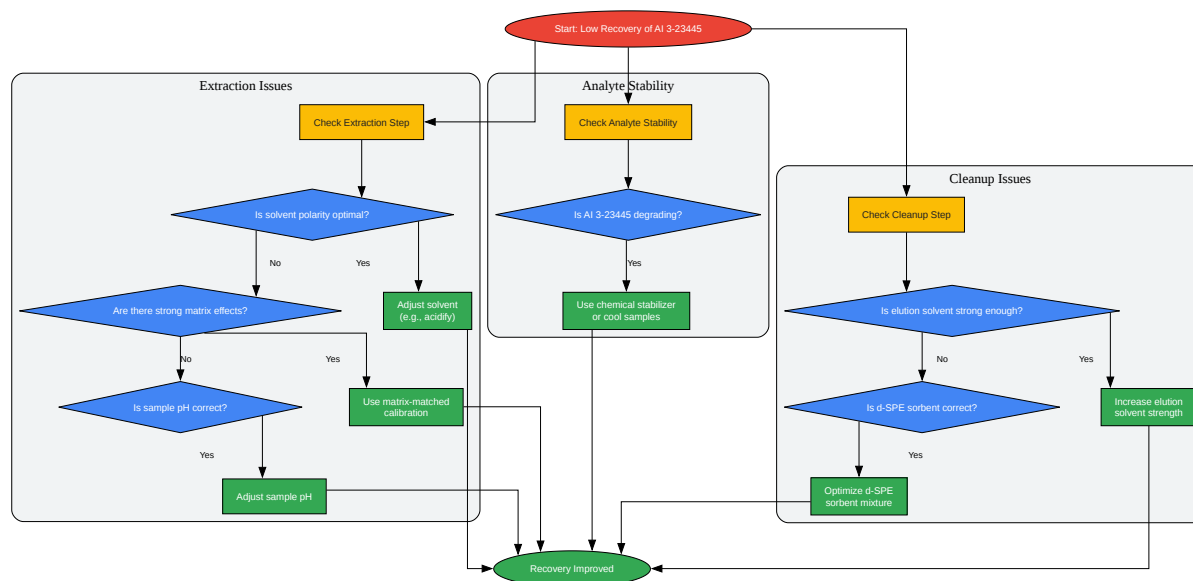 Start: Low Recovery of AI 3-23445
Extraction Issues
Analyte Stability
Check Extraction Step
Check Analyte Stability
Cleanup Issues
Is solvent polarity optimal?
Is AI 3-23445 degrading?
Check Cleanup Step
No
Yes
Yes
Are there strong matrix effects?
Adjust solvent
(e.g., acidify)
Use chemical stabilizer
or cool samples
Is elution solvent strong enough?
No
Yes
No
Yes
Is sample pH correct?
Use matrix-matched
calibration
Is d-SPE sorbent correct?
Increase elution
solvent strength
Yes
Yes
Adjust sample pH
Optimize d-SPE
sorbent mixture
Recovery Improved